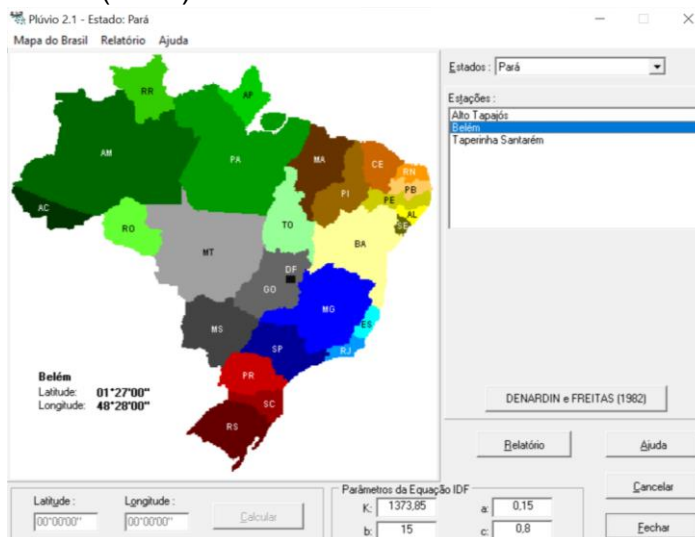 Plúvio 2.1 - Estado: Pará
Mapa do Brasil Relatório Ajuda
Estados : Pará
Estações :
Alto Tapajós
Belém
Taperinha Santarém
RR
AP
AM
PA
MA
CE
RN
PB
PE
AL
SE
PI
AC
RO
TO
BA
MT
DF
GO
MG
ES
MS
SP
RJ
PR
SC
RS
Belém
Latitude: 01°27'00"
Longitude: 48°28'00"
DENARDIN e FREITAS (1982)
Relatório
Ajuda
Cancelar
Fechar
Latitude :
Longitude :
00°00'00"
00°00'00"
Calcular
Parâmetros da Equação IDF
K: 1373,85 a: 0,15
b: 15 c: 0,8